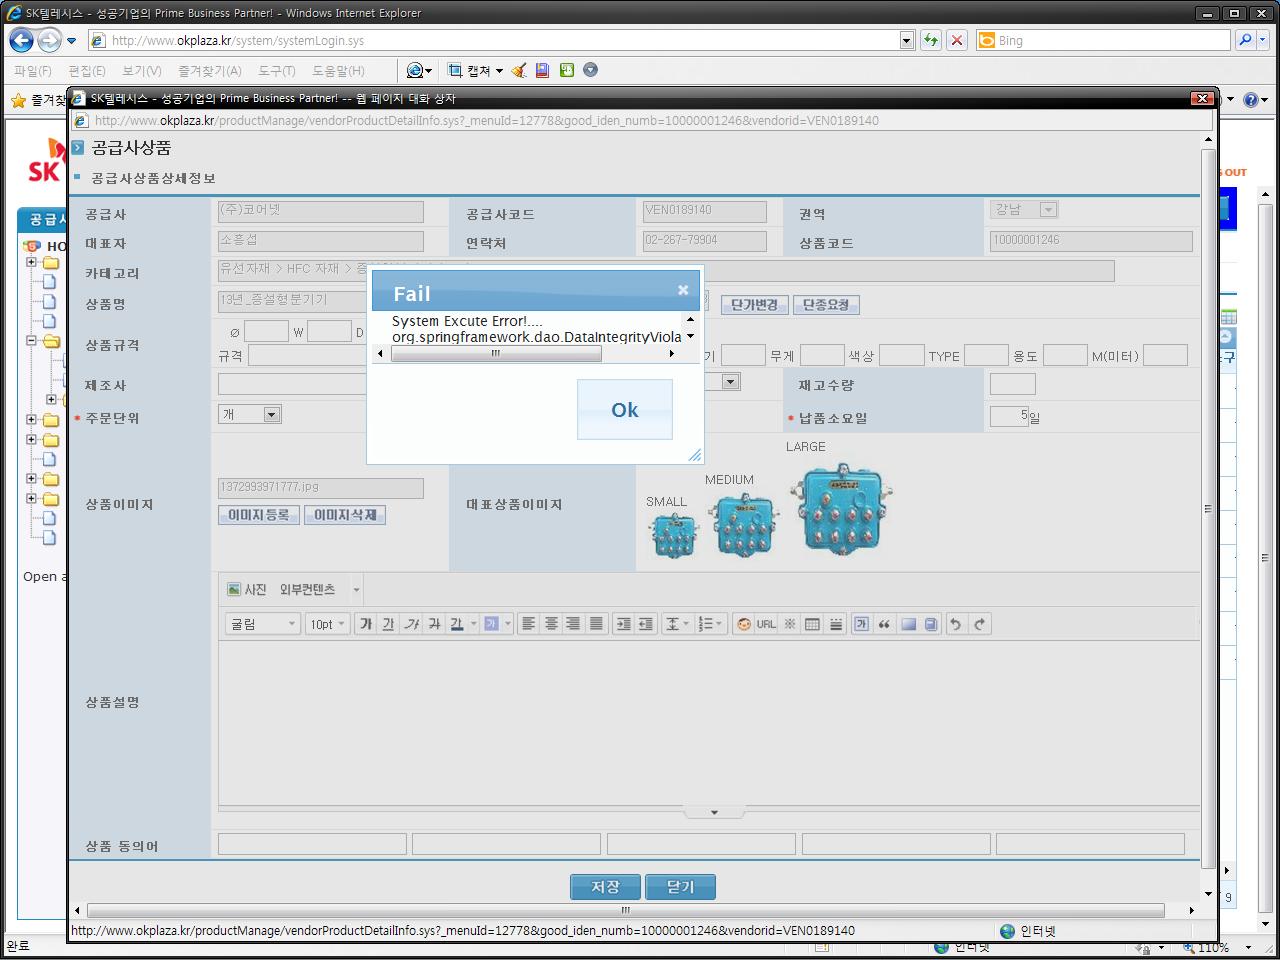 SK텔레시스 - 성공기업의 Prime Business Partner! - Windows Internet Explorer
http://www.okplaza.kr/system/systemLogin.sys
Bing
파일(F) 편집(E) 보기(V) 즐겨찾기(A) 도구(T) 도움말(H)
캡쳐
즐겨찾
SK텔레시스 - 성공기업의 Prime Business Partner! -- 웹 페이지 대화 상자
http://www.okplaza.kr/productManage/vendorProductDetailInfo.sys?_menuId=12778&good_iden_numb=10000001246&vendorid=VEN0189140
SK
OUT
공급사
HO
Open a
공급사상품
공급사상품상세정보
공급사 (주)코어넷 공급사코드 VEN0189140 권역 강남
대표자 소흥섭 연락처 02-267-79904 상품코드 10000001246
카테고리 유선자재 > HFC 자재 >
상품명 13년_증설형분기기 단가변경 단종요청
Fail
System Excute Error!....
org.springframework.dao.DataIntegrityViola
Ok
상품규격 Ø W D
규격 기 무게 색상 TYPE 용도 M(미터)
제조사 재고수량
* 주문단위 개 * 납품소요일 5 일
상품이미지 1372993971777.jpg
이미지등록 이미지삭제
대표상품이미지
SMALL MEDIUM LARGE
상품설명
사진 외부컨텐츠
굴림 10pt 가 가 가 가 가 가 URL ※ 가 “
상품 동의어
저장 닫기
http://www.okplaza.kr/productManage/vendorProductDetailInfo.sys?_menuId=12778&good_iden_numb=10000001246&vendorid=VEN0189140 인터넷
구
9
완료 인터넷 110%